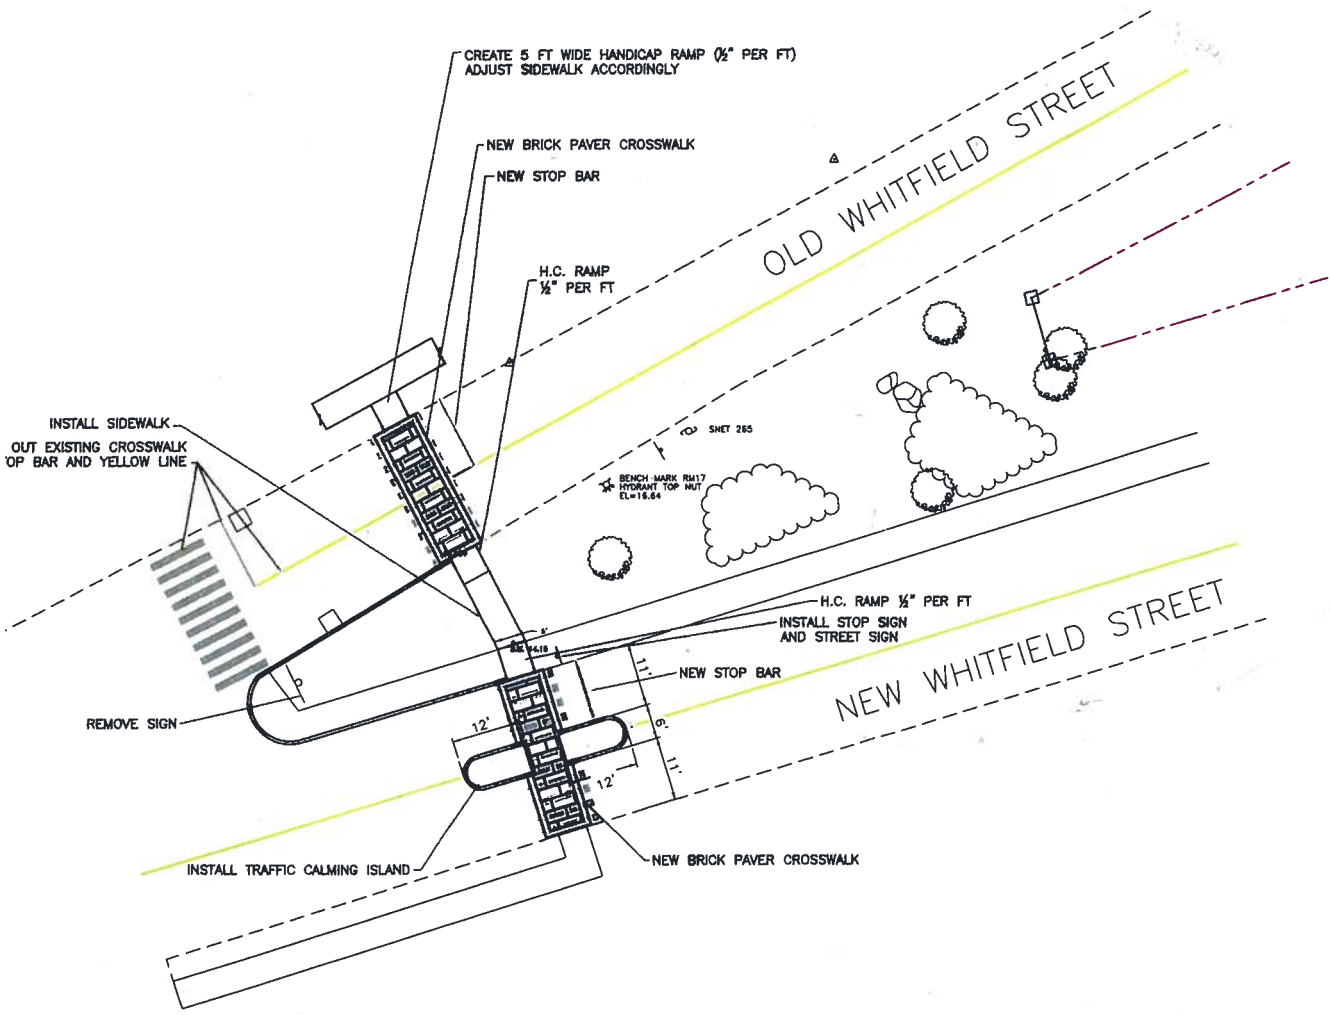 CREATE 5 FT WIDE HANDICAP RAMP (½" PER FT)
ADJUST SIDEWALK ACCORDINGLY
NEW BRICK PAVER CROSSWALK
NEW STOP BAR
OLD WHITFIELD STREET
H.C. RAMP
½" PER FT
INSTALL SIDEWALK
OUT EXISTING CROSSWALK
OP BAR AND YELLOW LINE
SNET 265
BENCH MARK RM17
HYDRANT TOP NUT
EL=16.64
H.C. RAMP ½" PER FT
INSTALL STOP SIGN
AND STREET SIGN
NEW WHITFIELD STREET
11'
NEW STOP BAR
REMOVE SIGN
12'
6'
11'
12'
INSTALL TRAFFIC CALMING ISLAND
NEW BRICK PAVER CROSSWALK